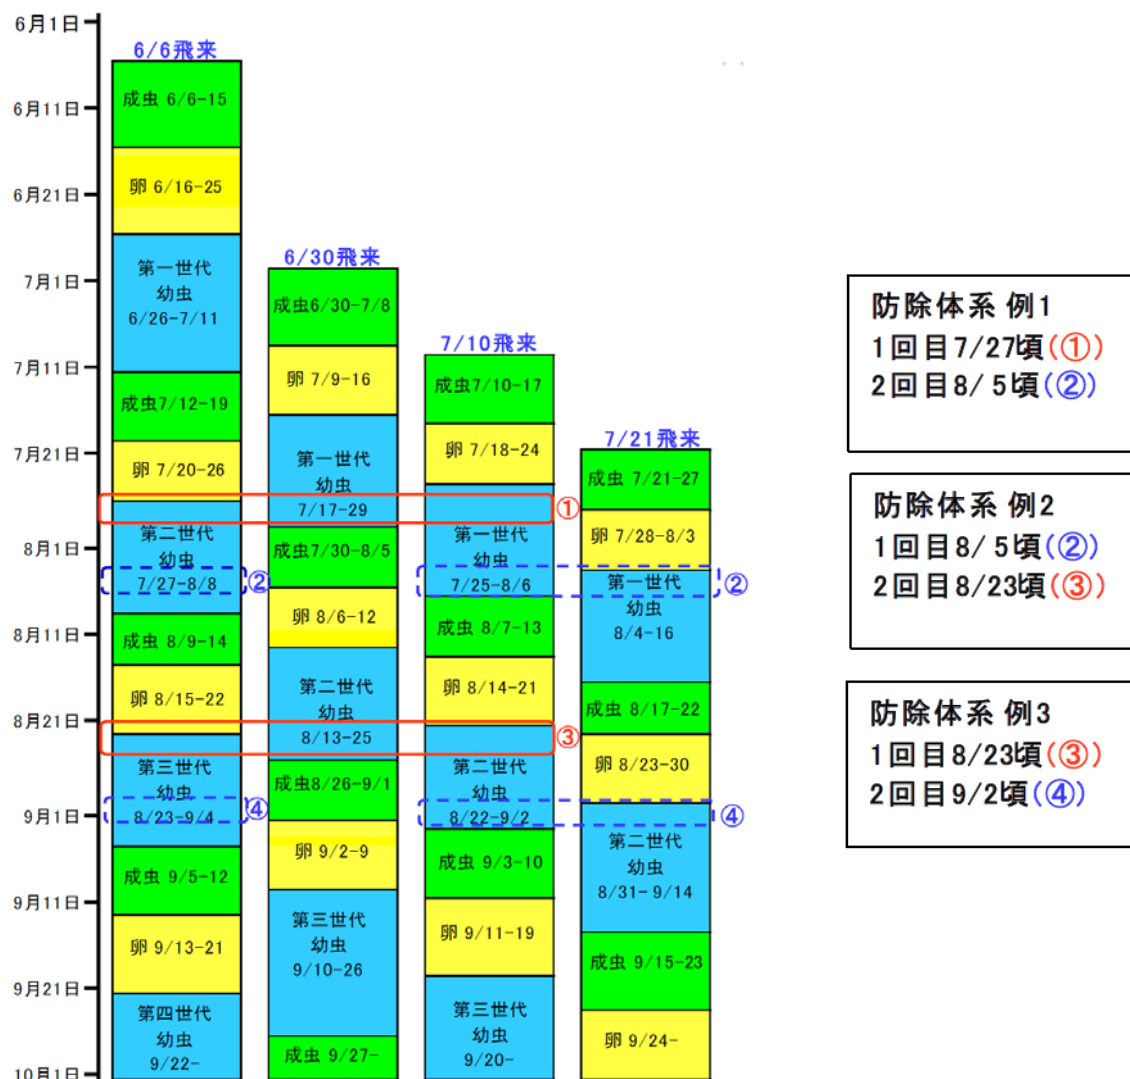 6月1日
6月11日
6月21日
7月1日
7月11日
7月21日
8月1日
8月11日
8月21日
9月1日
9月11日
9月21日
10月1日
6/6飛来
成虫 6/6-15
卵 6/16-25
第一世代
幼虫
6/26-7/11
成虫7/12-19
卵 7/20-26
第二世代
幼虫
7/27-8/8
②
成虫 8/9-14
卵 8/15-22
第三世代
幼虫
8/23-9/4
④
成虫 9/5-12
卵 9/13-21
第四世代
幼虫
9/22-
6/30飛来
成虫6/30-7/8
卵 7/9-16
第一世代
幼虫
7/17-29
成虫7/30-8/5
卵 8/6-12
第二世代
幼虫
8/13-25
成虫8/26-9/1
卵 9/2-9
第三世代
幼虫
9/10-26
成虫 9/27-
7/10飛来
成虫7/10-17
卵 7/18-24
①
第一世代
幼虫
7/25-8/6
成虫 8/7-13
卵 8/14-21
③
第二世代
幼虫
8/22-9/2
成虫 9/3-10
卵 9/11-19
第三世代
幼虫
9/20-
7/21飛来
成虫 7/21-27
卵 7/28-8/3
②
第一世代
幼虫
8/4-16
成虫 8/17-22
卵 8/23-30
④
第二世代
幼虫
8/31-9/14
成虫 9/15-23
卵 9/24-
防除体系 例1
1回目7/27頃(①)
2回目8/ 5頃(②)
防除体系 例2
1回目8/ 5頃(②)
2回目8/23頃(③)
防除体系 例3
1回目8/23頃(③)
2回目9/2頃(④)